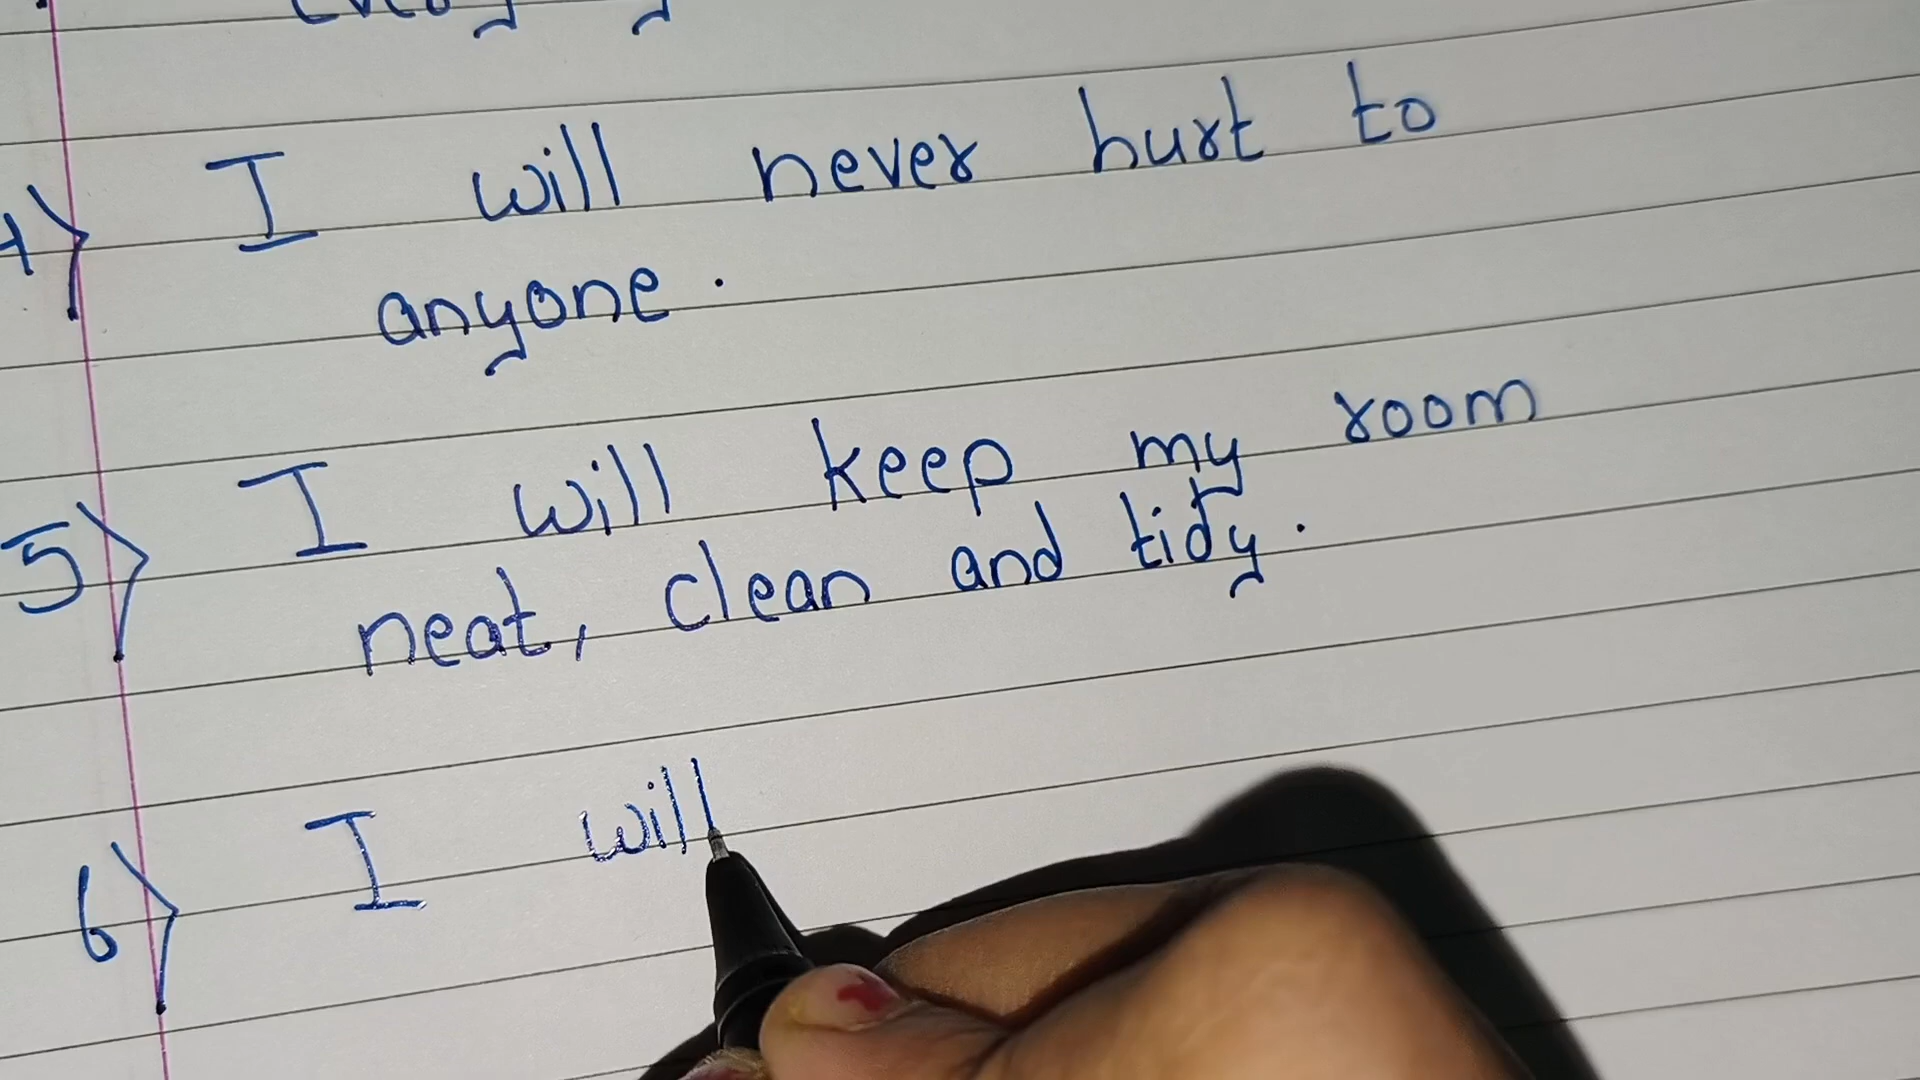 4) I will never hurt to
anyone.
5) I will keep my room
neat, clean and tidy.
6) I will